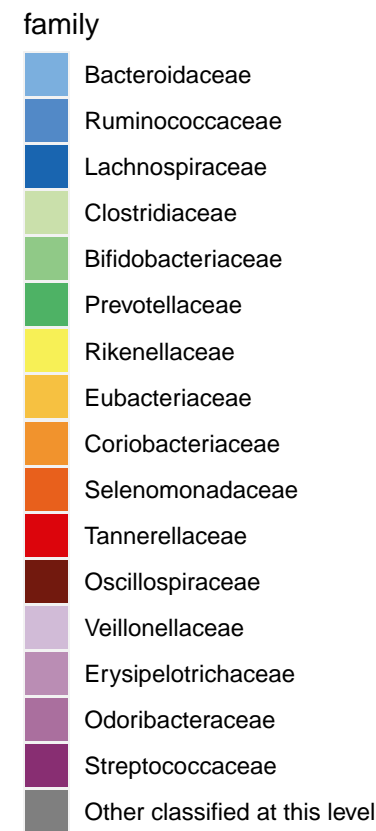 family
Bacteroidaceae
Ruminococcaceae
Lachnospiraceae
Clostridiaceae
Bifidobacteriaceae
Prevotellaceae
Rikenellaceae
Eubacteriaceae
Coriobacteriaceae
Selenomonadaceae
Tannerellaceae
Oscillospiraceae
Veillonellaceae
Erysipelotrichaceae
Odoribacteraceae
Streptococcaceae
Other classified at this level